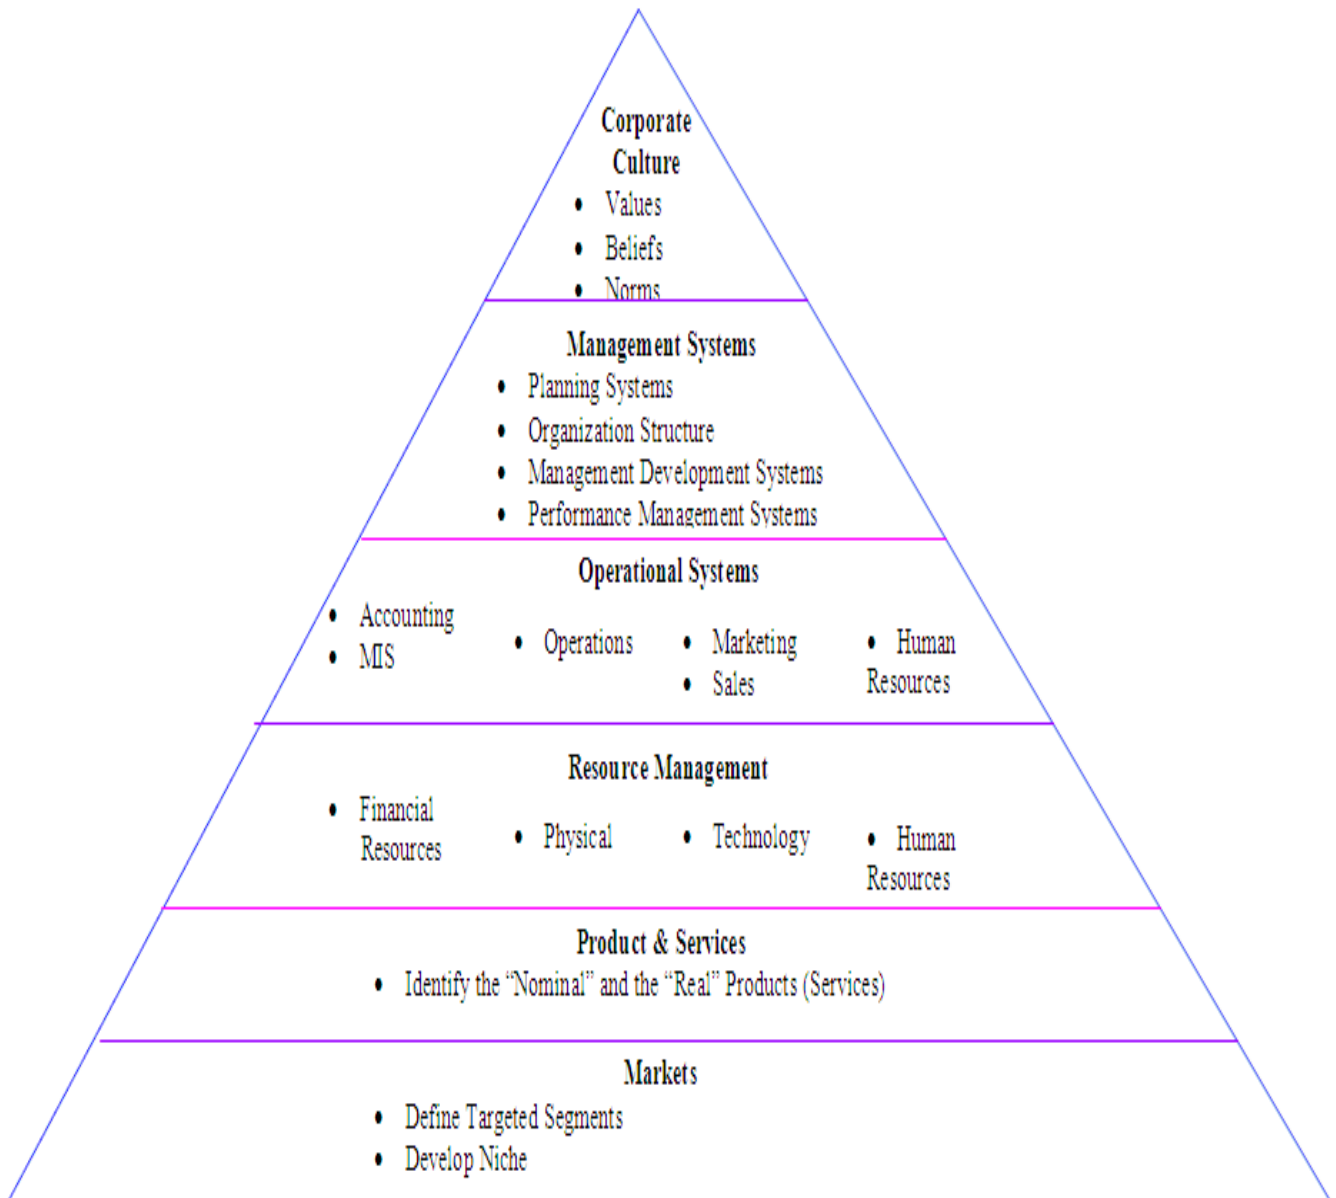 Corporate
Culture
• Values
• Beliefs
• Norms
Management Systems
• Planning Systems
• Organization Structure
• Management Development Systems
• Performance Management Systems
Operational Systems
• Accounting
• MIS
• Operations
• Marketing
• Sales
• Human
Resources
Resource Management
• Financial
Resources
• Physical
• Technology
• Human
Resources
Product & Services
• Identify the “Nominal” and the “Real” Products (Services)
Markets
• Define Targeted Segments
• Develop Niche